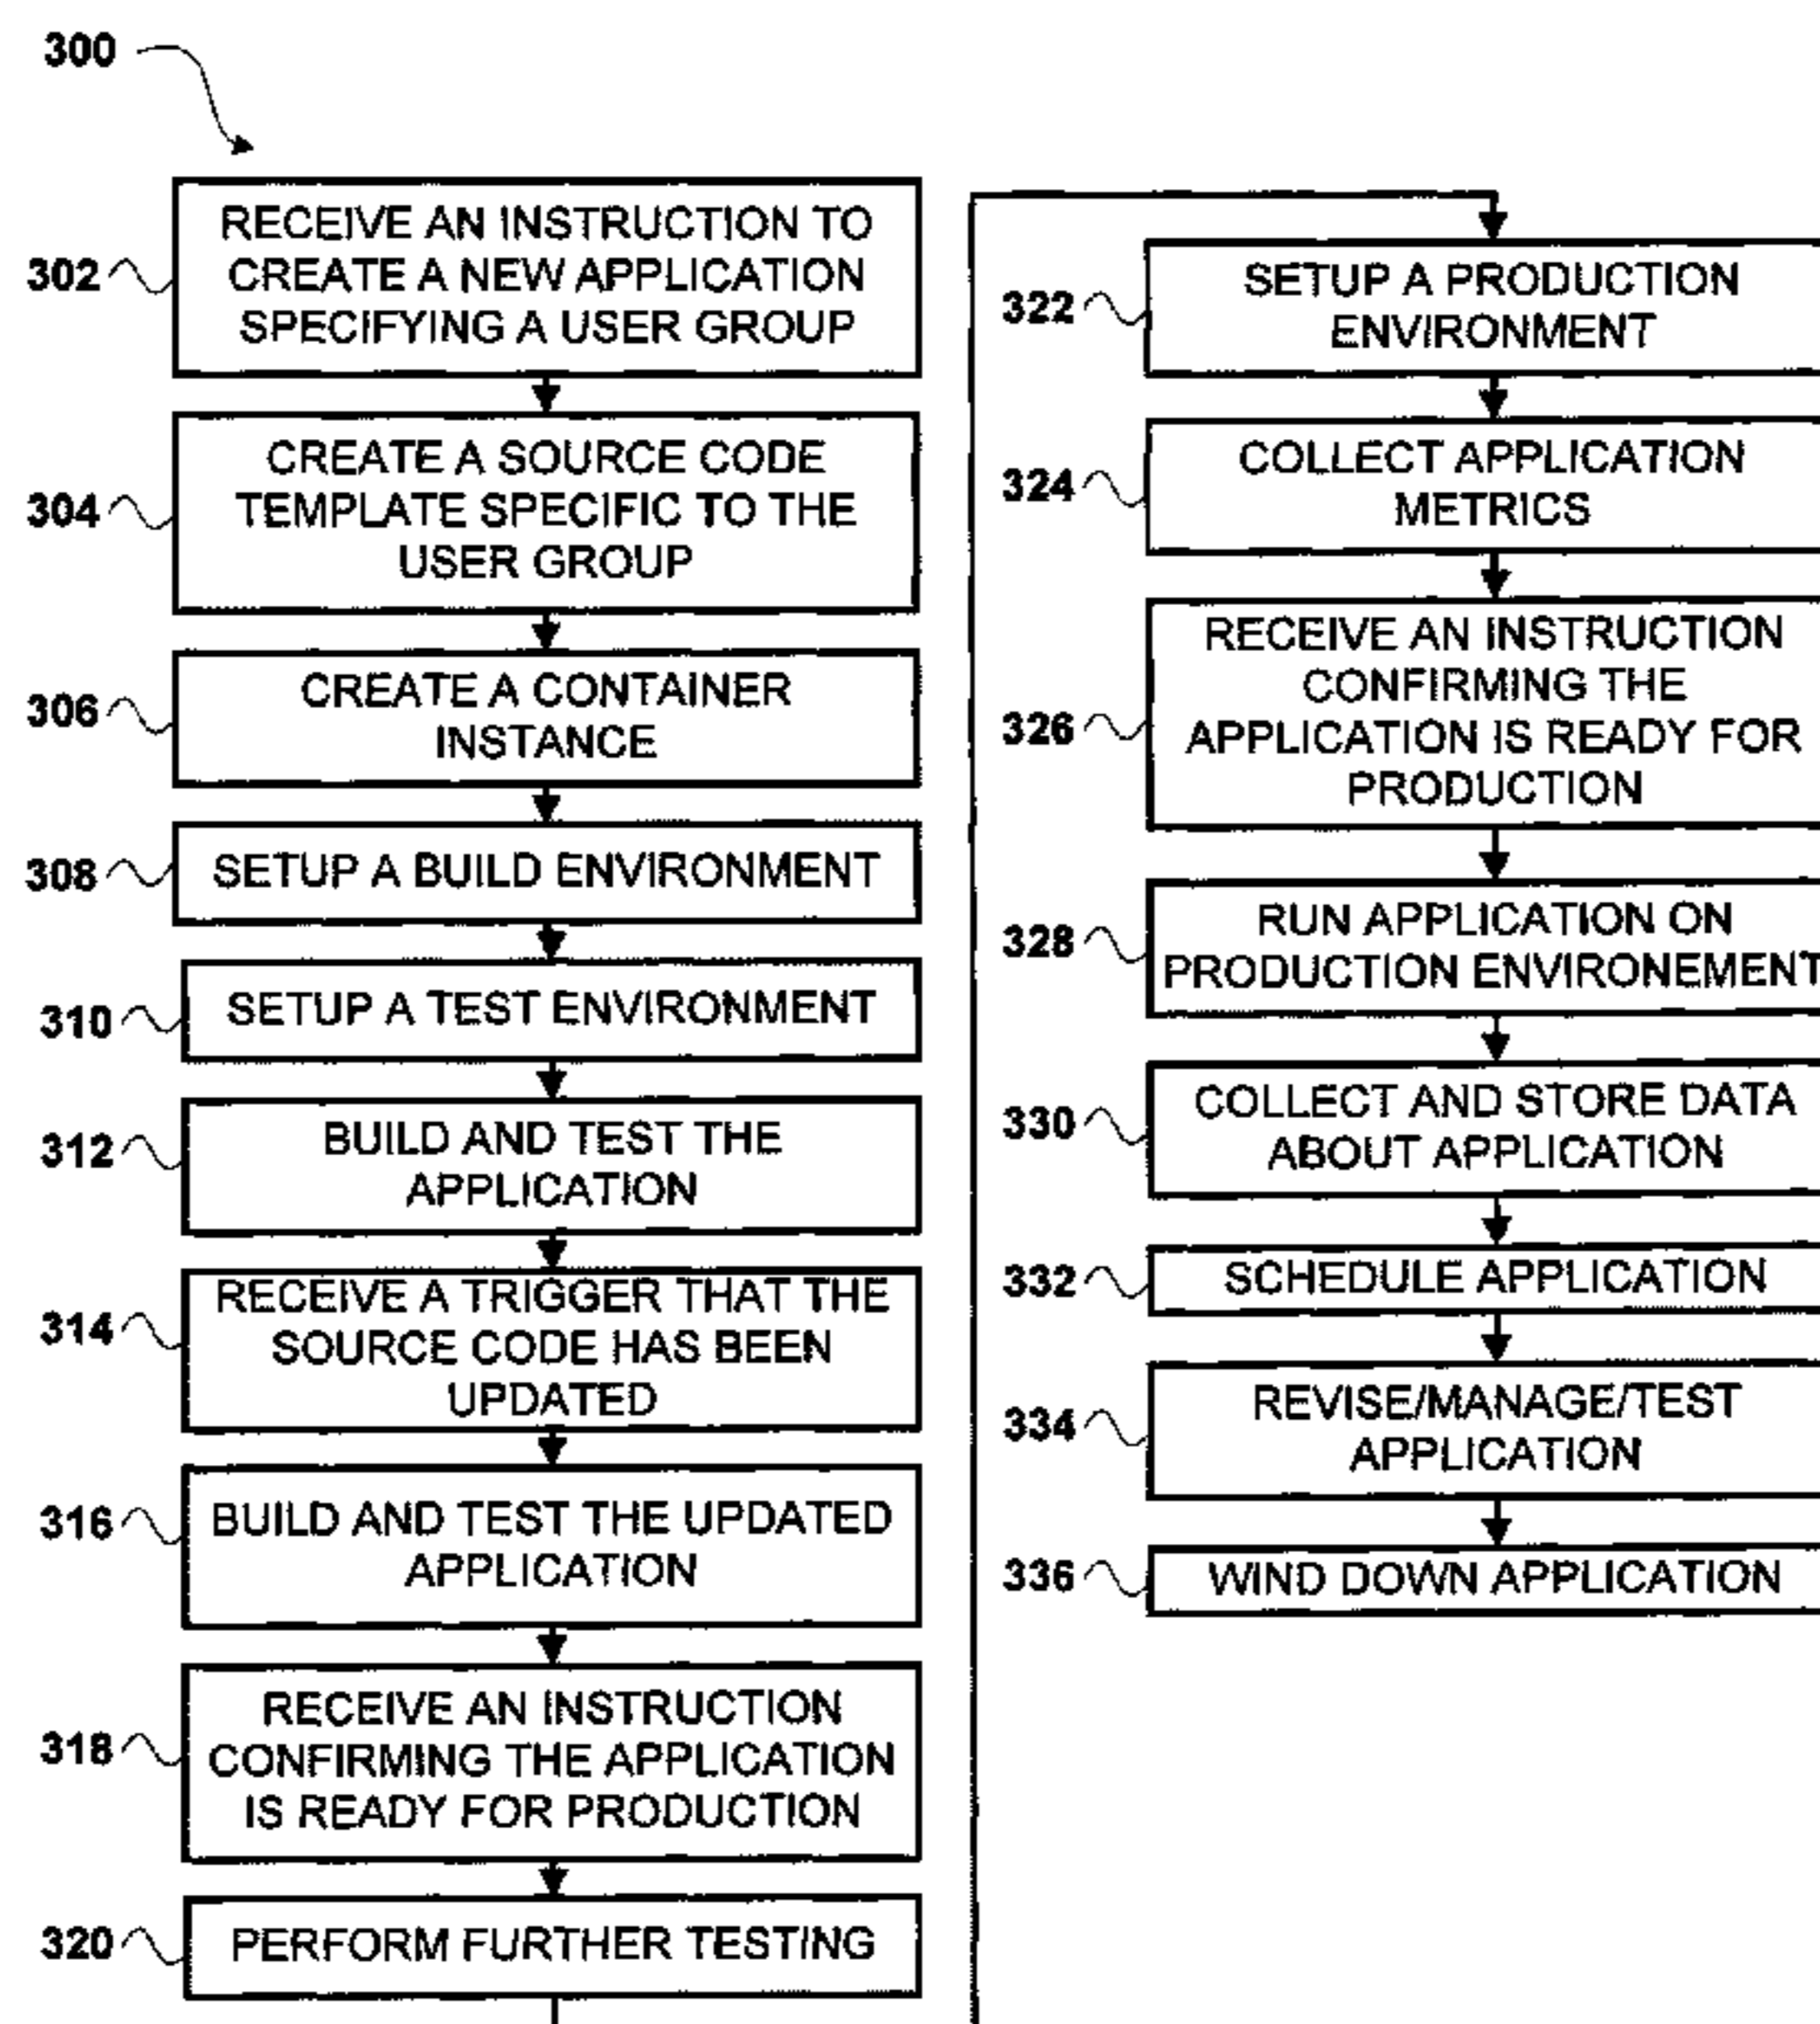 300
302
RECEIVE AN INSTRUCTION TO
CREATE A NEW APPLICATION
SPECIFYING A USER GROUP
304
CREATE A SOURCE CODE
TEMPLATE SPECIFIC TO THE
USER GROUP
306
CREATE A CONTAINER
INSTANCE
308
SETUP A BUILD ENVIRONMENT
310
SETUP A TEST ENVIRONMENT
312
BUILD AND TEST THE
APPLICATION
314
RECEIVE A TRIGGER THAT THE
SOURCE CODE HAS BEEN
UPDATED
316
BUILD AND TEST THE UPDATED
APPLICATION
318
RECEIVE AN INSTRUCTION
CONFIRMING THE APPLICATION
IS READY FOR PRODUCTION
320
PERFORM FURTHER TESTING
322
SETUP A PRODUCTION
ENVIRONMENT
324
COLLECT APPLICATION
METRICS
326
RECEIVE AN INSTRUCTION
CONFIRMING THE
APPLICATION IS READY FOR
PRODUCTION
328
RUN APPLICATION ON
PRODUCTION ENVIRONEMENT
330
COLLECT AND STORE DATA
ABOUT APPLICATION
332
SCHEDULE APPLICATION
334
REVISE/MANAGE/TEST
APPLICATION
336
WIND DOWN APPLICATION